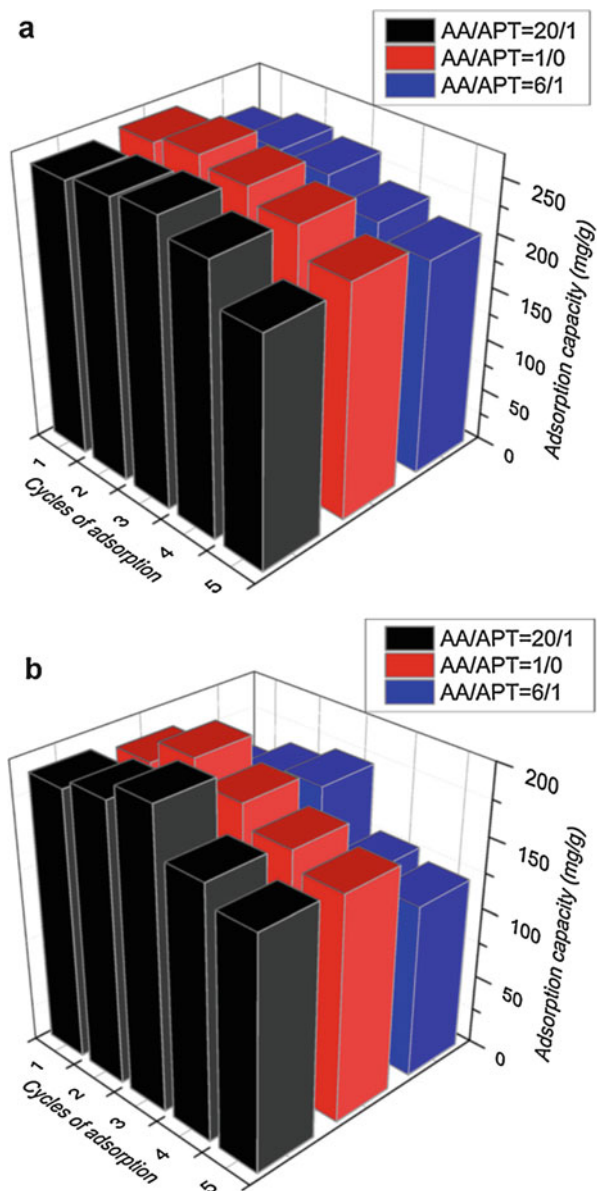 a
AA/APT=20/1
AA/APT=1/0
AA/APT=6/1
250
200
150
100
50
0
Adsorption capacity (mg/g)
1
2
3
4
5
Cycles of adsorption
b
AA/APT=20/1
AA/APT=1/0
AA/APT=6/1
200
150
100
50
0
Adsorption capacity (mg/g)
1
2
3
4
5
Cycles of adsorption